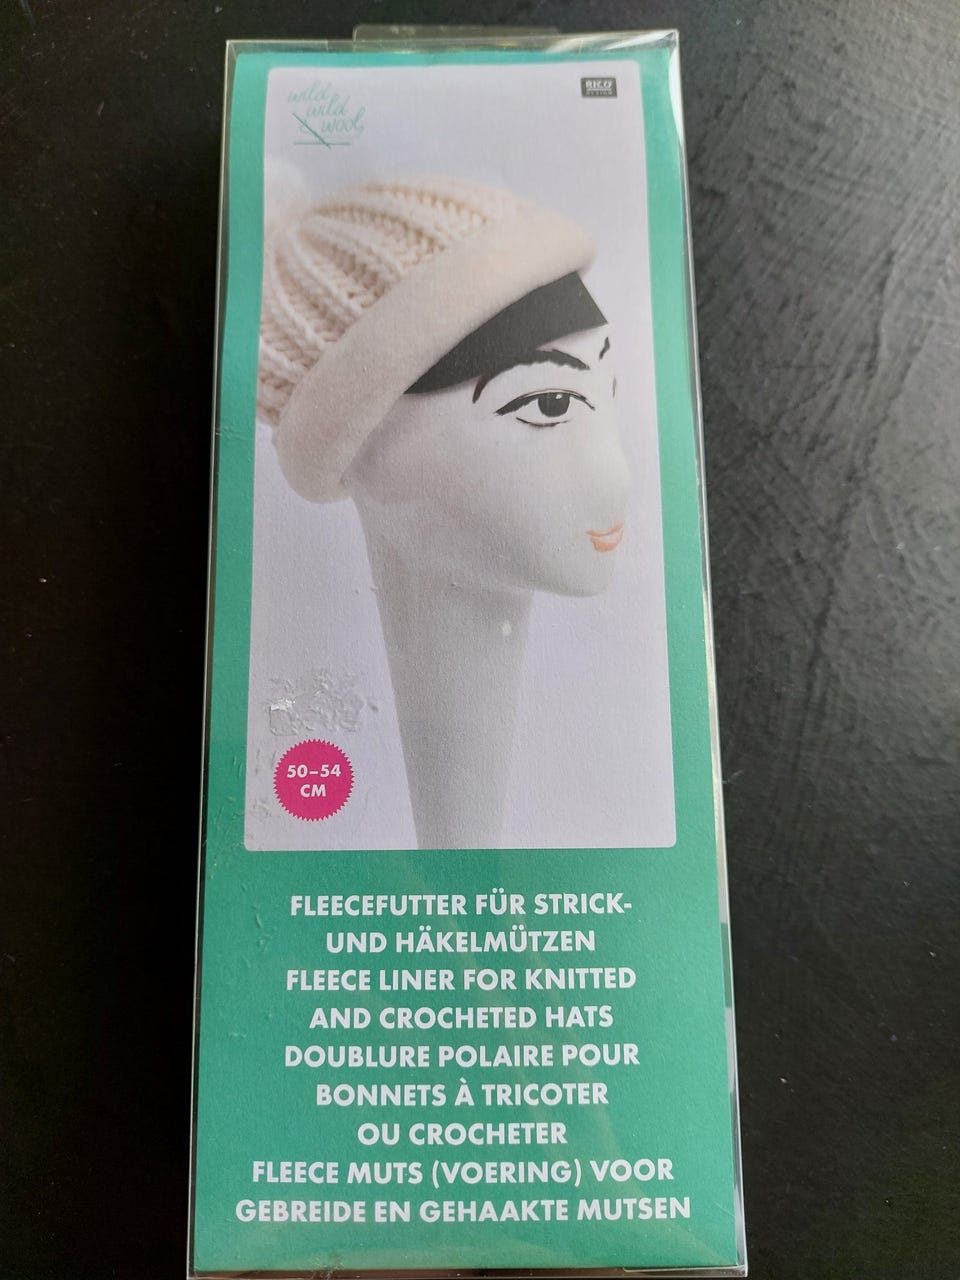 wild
wild
& wool
RICO
DESIGN
50–54
CM
FLEECEFUTTER FÜR STRICK-
UND HÄKELMÜTZEN
FLEECE LINER FOR KNITTED
AND CROCHETED HATS
DOUBLURE POLAIRE POUR
BONNETS À TRICOTER
OU CROCHETER
FLEECE MUTS (VOERING) VOOR
GEBREIDE EN GEHAAKTE MUTSEN